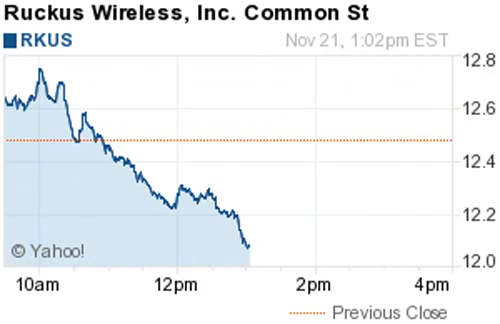 Ruckus Wireless, Inc. Common St
RKUS Nov 21, 1:02pm EST
12.8
12.6
12.4
12.2
12.0
© Yahoo!
10am 12pm 2pm 4pm
Previous Close